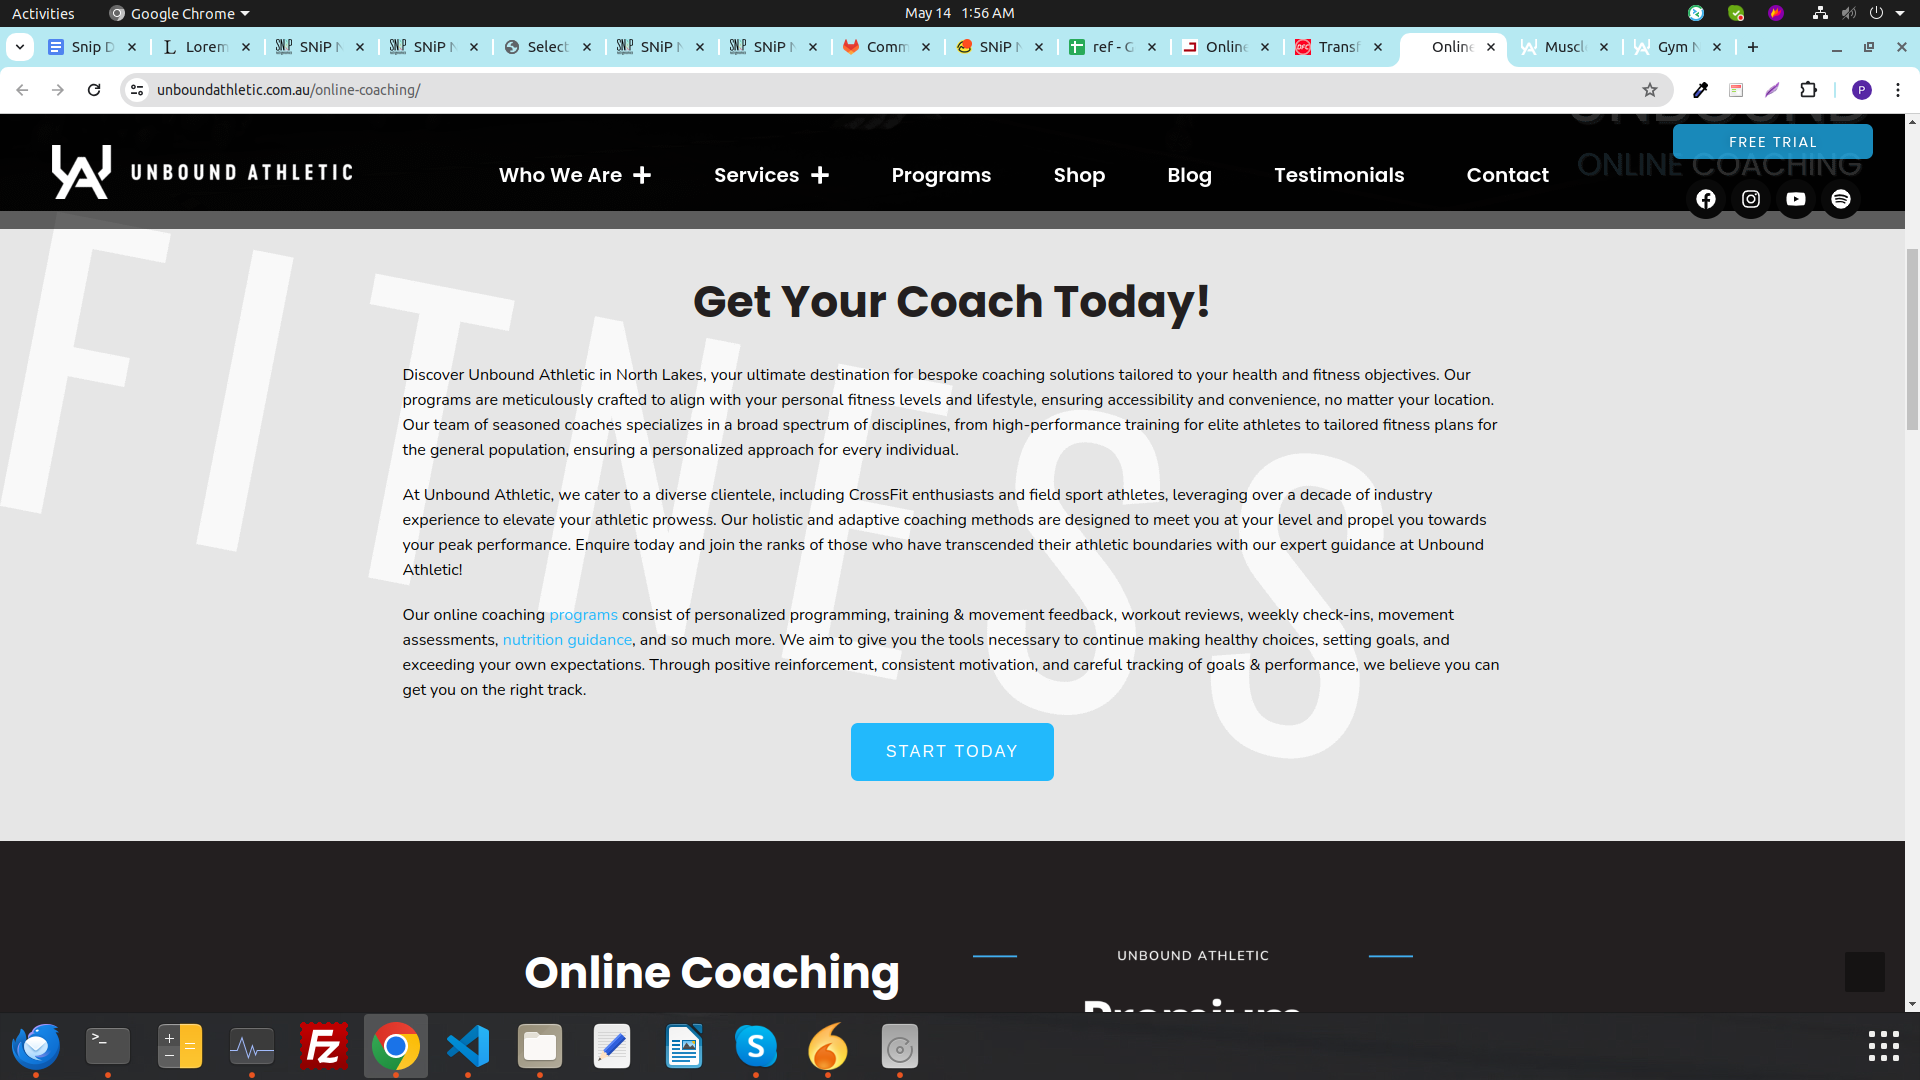 Activities
Google Chrome
May 14 1:56 AM
Snip D
Lorem
SNiP N
SNiP N
Select
SNiP N
SNiP N
Comm
SNiP N
ref - G
Online
Transf
Online
Muscle
Gym N
unboundathletic.com.au/online-coaching/
P
UNBOUND
UNBOUND ATHLETIC
Who We Are
Services
Programs
Shop
Blog
Testimonials
Contact
FREE TRIAL
ONLINE COACHING
FITNESS
Get Your Coach Today!
Discover Unbound Athletic in North Lakes, your ultimate destination for bespoke coaching solutions tailored to your health and fitness objectives. Our
programs are meticulously crafted to align with your personal fitness levels and lifestyle, ensuring accessibility and convenience, no matter your location.
Our team of seasoned coaches specializes in a broad spectrum of disciplines, from high-performance training for elite athletes to tailored fitness plans for
the general population, ensuring a personalized approach for every individual.
At Unbound Athletic, we cater to a diverse clientele, including CrossFit enthusiasts and field sport athletes, leveraging over a decade of industry
experience to elevate your athletic prowess. Our holistic and adaptive coaching methods are designed to meet you at your level and propel you towards
your peak performance. Enquire today and join the ranks of those who have transcended their athletic boundaries with our expert guidance at Unbound
Athletic!
Our online coaching programs consist of personalized programming, training & movement feedback, workout reviews, weekly check-ins, movement
assessments, nutrition guidance, and so much more. We aim to give you the tools necessary to continue making healthy choices, setting goals, and
exceeding your own expectations. Through positive reinforcement, consistent motivation, and careful tracking of goals & performance, we believe you can
get you on the right track.
START TODAY
Online Coaching
UNBOUND ATHLETIC
Premium